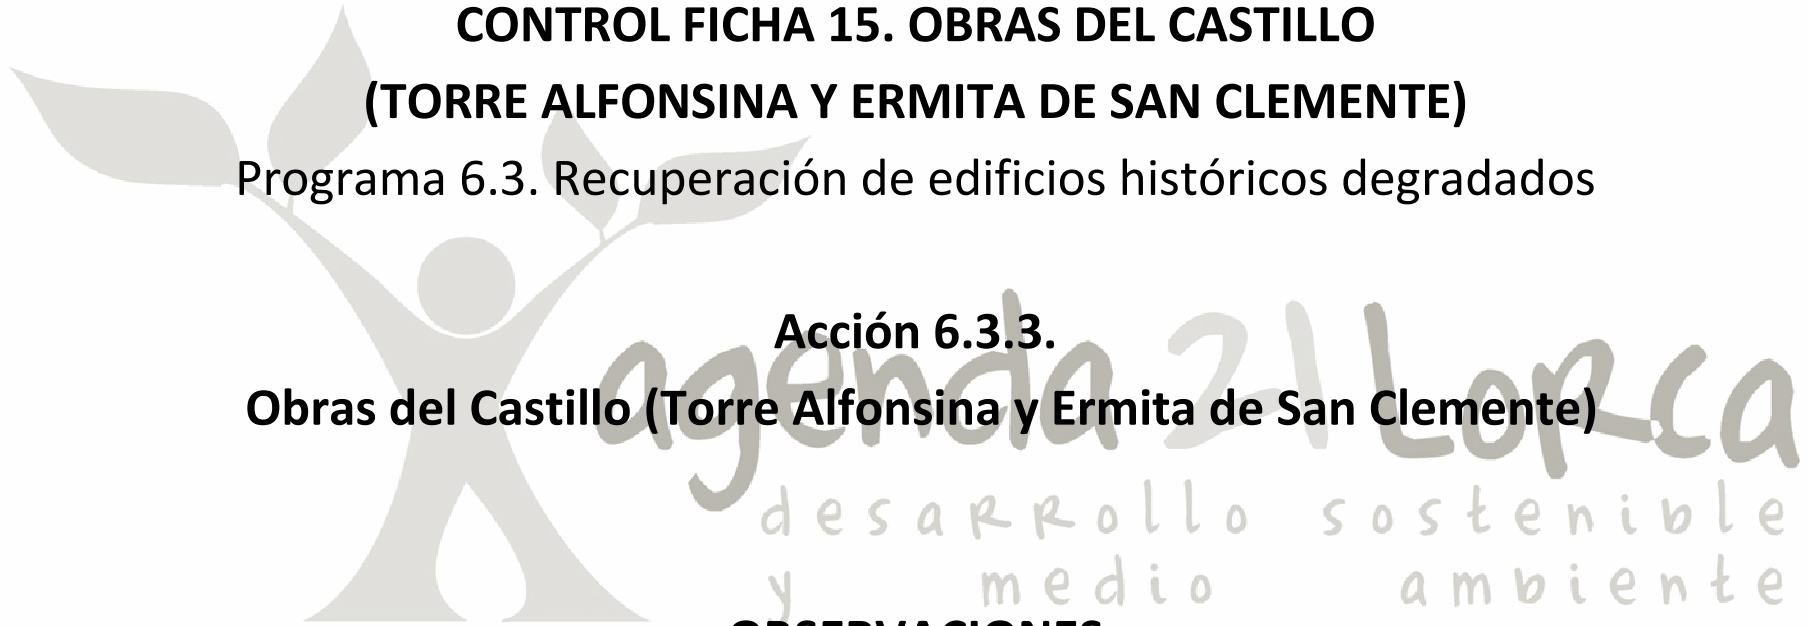 CONTROL FICHA 15. OBRAS DEL CASTILLO
(TORRE ALFONSINA Y ERMITA DE SAN CLEMENTE)
Programa 6.3. Recuperación de edificios históricos degradados
Acción 6.3.3.
agenda 21 Lorca
Obras del Castillo (Torre Alfonsina y Ermita de San Clemente)
desarrollo sostenible
y medio ambiente
OBSERVACIONES